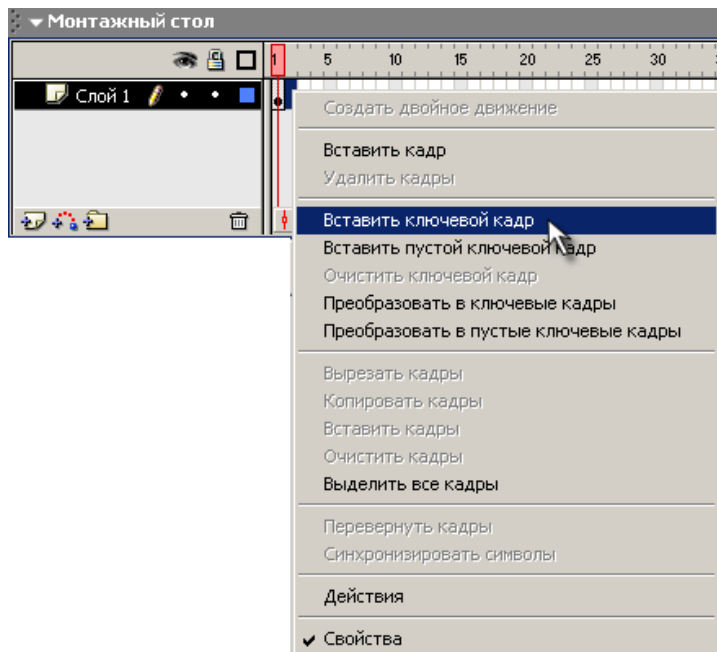 Монтажный стол
1 5 10 15 20 25 30
Слой 1
Создать двойное движение
Вставить кадр
Удалить кадры
Вставить ключевой кадр
Вставить пустой ключевой кадр
Очистить ключевой кадр
Преобразовать в ключевые кадры
Преобразовать в пустые ключевые кадры
Вырезать кадры
Копировать кадры
Вставить кадры
Очистить кадры
Выделить все кадры
Перевернуть кадры
Синхронизировать символы
Действия
Свойства